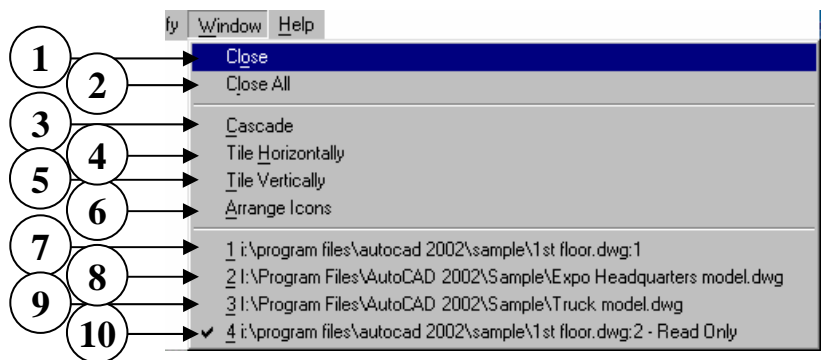 fy Window Help
1 Close
2 Close All
3 Cascade
4 Tile Horizontally
5 Tile Vertically
6 Arrange Icons
7 1 i:\program files\autocad 2002\sample\1st floor.dwg:1
8 2 I:\Program Files\AutoCAD 2002\Sample\Expo Headquarters model.dwg
9 3 I:\Program Files\AutoCAD 2002\Sample\Truck model.dwg
10 ✓ 4 i:\program files\autocad 2002\sample\1st floor.dwg:2 - Read Only